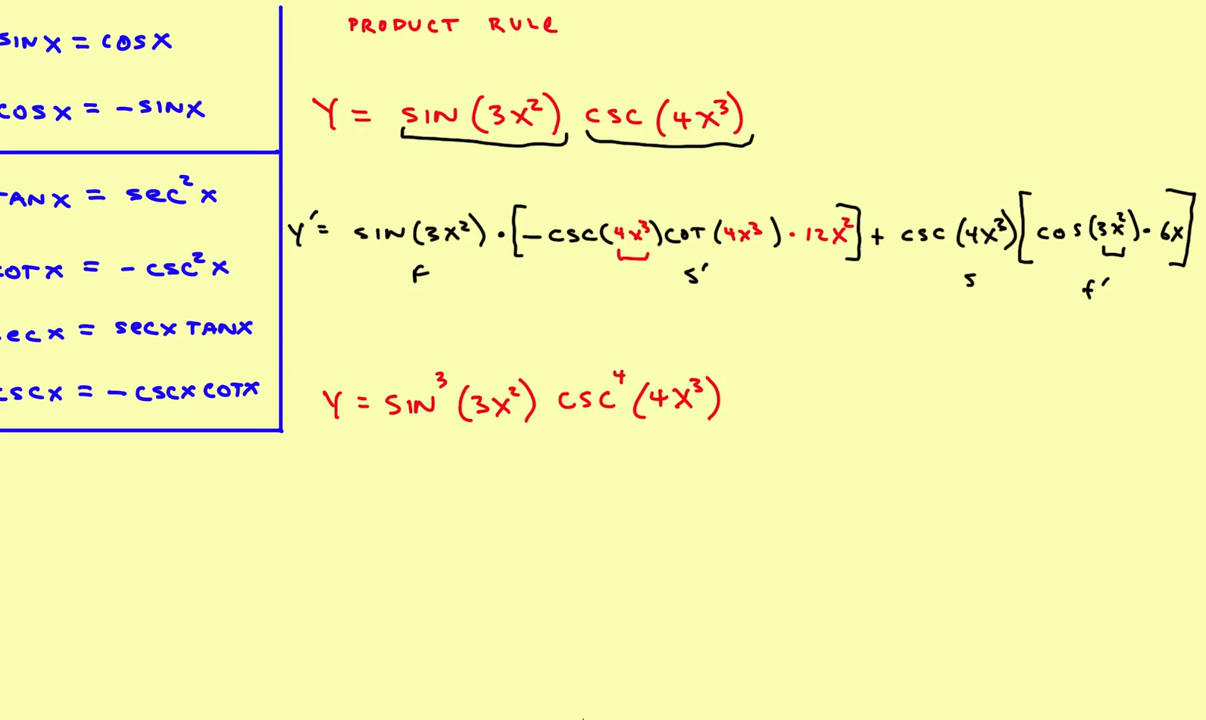 SIN X = COS X
COS X = - SIN X
TAN X = SEC² X
COT X = - CSC² X
SEC X = SEC X TAN X
CSC X = - CSC X COT X
PRODUCT RULE
Y = SIN (3X²) CSC (4X³)
Y' = SIN (3X²) · [- CSC (4X³) COT (4X³) · 12X²] + CSC (4X³) [COS (3X²) · 6X]
F S' S f'
Y = SIN³ (3X²) CSC⁴ (4X³)